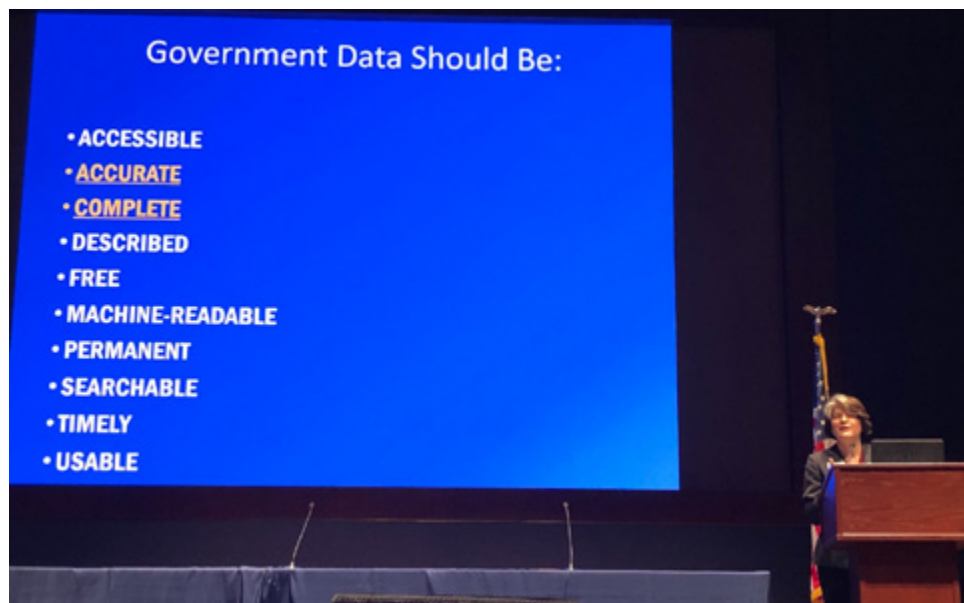 Government Data Should Be:
• ACCESSIBLE
• ACCURATE
• COMPLETE
• DESCRIBED
• FREE
• MACHINE-READABLE
• PERMANENT
• SEARCHABLE
• TIMELY
• USABLE